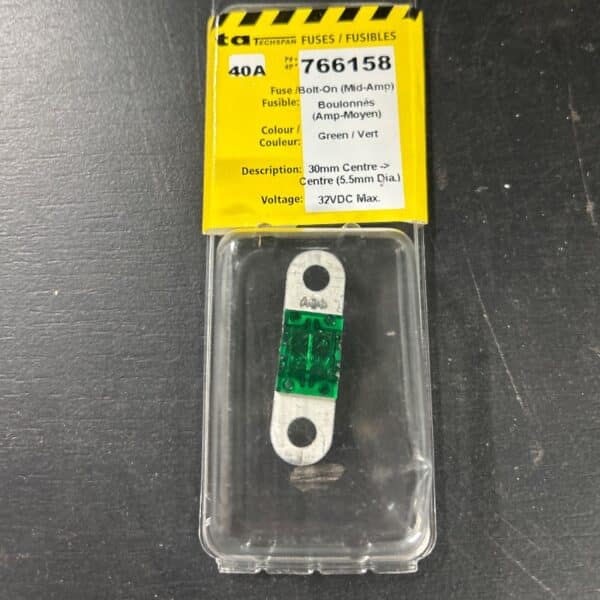 ta TECHSPAN FUSES / FUSIBLES
40A 766158
Fuse / Bolt-On (Mid-Amp)
Fusible: Boulonnés
(Amp-Moyen)
Colour /
Couleur: Green / Vert
Description: 30mm Centre ->
Centre (5.5mm Dia.)
Voltage: 32VDC Max.